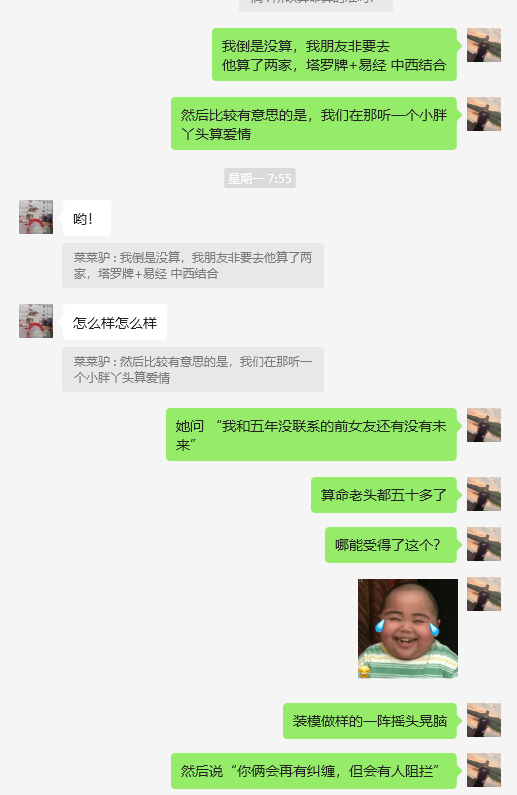 我倒是没算，我朋友非要去
他算了两家，塔罗牌+易经 中西结合
然后比较有意思的是，我们在那听一个小胖
丫头算爱情
星期一 7:55
哟！
菜菜驴 : 我倒是没算，我朋友非要去他算了两
家，塔罗牌+易经 中西结合
怎么样怎么样
菜菜驴 : 然后比较有意思的是，我们在那听一
个小胖丫头算爱情
她问 “我和五年没联系的前女友还有没有未
来”
算命老头都五十多了
哪能受得了这个？
装模做样的一阵摇头晃脑
然后说 “你俩会再有纠缠，但会有人阻拦”